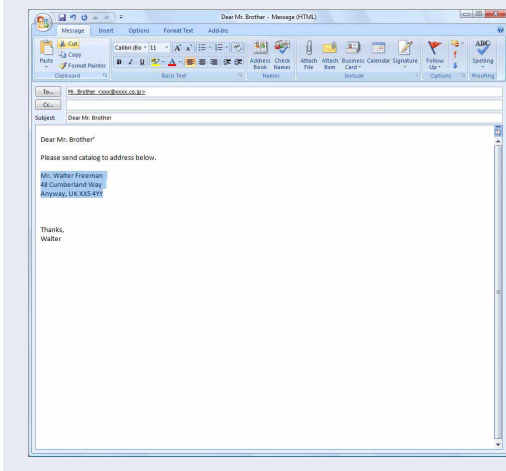 Dear Mr. Brother - Message (HTML)
Message Insert Options Format Text Add-Ins
Paste
Cut
Copy
Format Painter
Clipboard
Calibri (Bo 11
B I U
Basic Text
Address Book
Check Names
Names
Attach File
Attach Item
Business Card
Calendar
Signature
Include
Follow Up
Options
ABC
Spelling
Proofing
To... Mr. Brother <xxx@xxxx.co.jp>
Cc...
Subject: Dear Mr. Brother
Dear Mr. Brother'
Please send catalog to address below.
Mr. Walter Freeman
48 Cumberland Way
Anyway, UK XX5 4YY
Thanks,
Walter